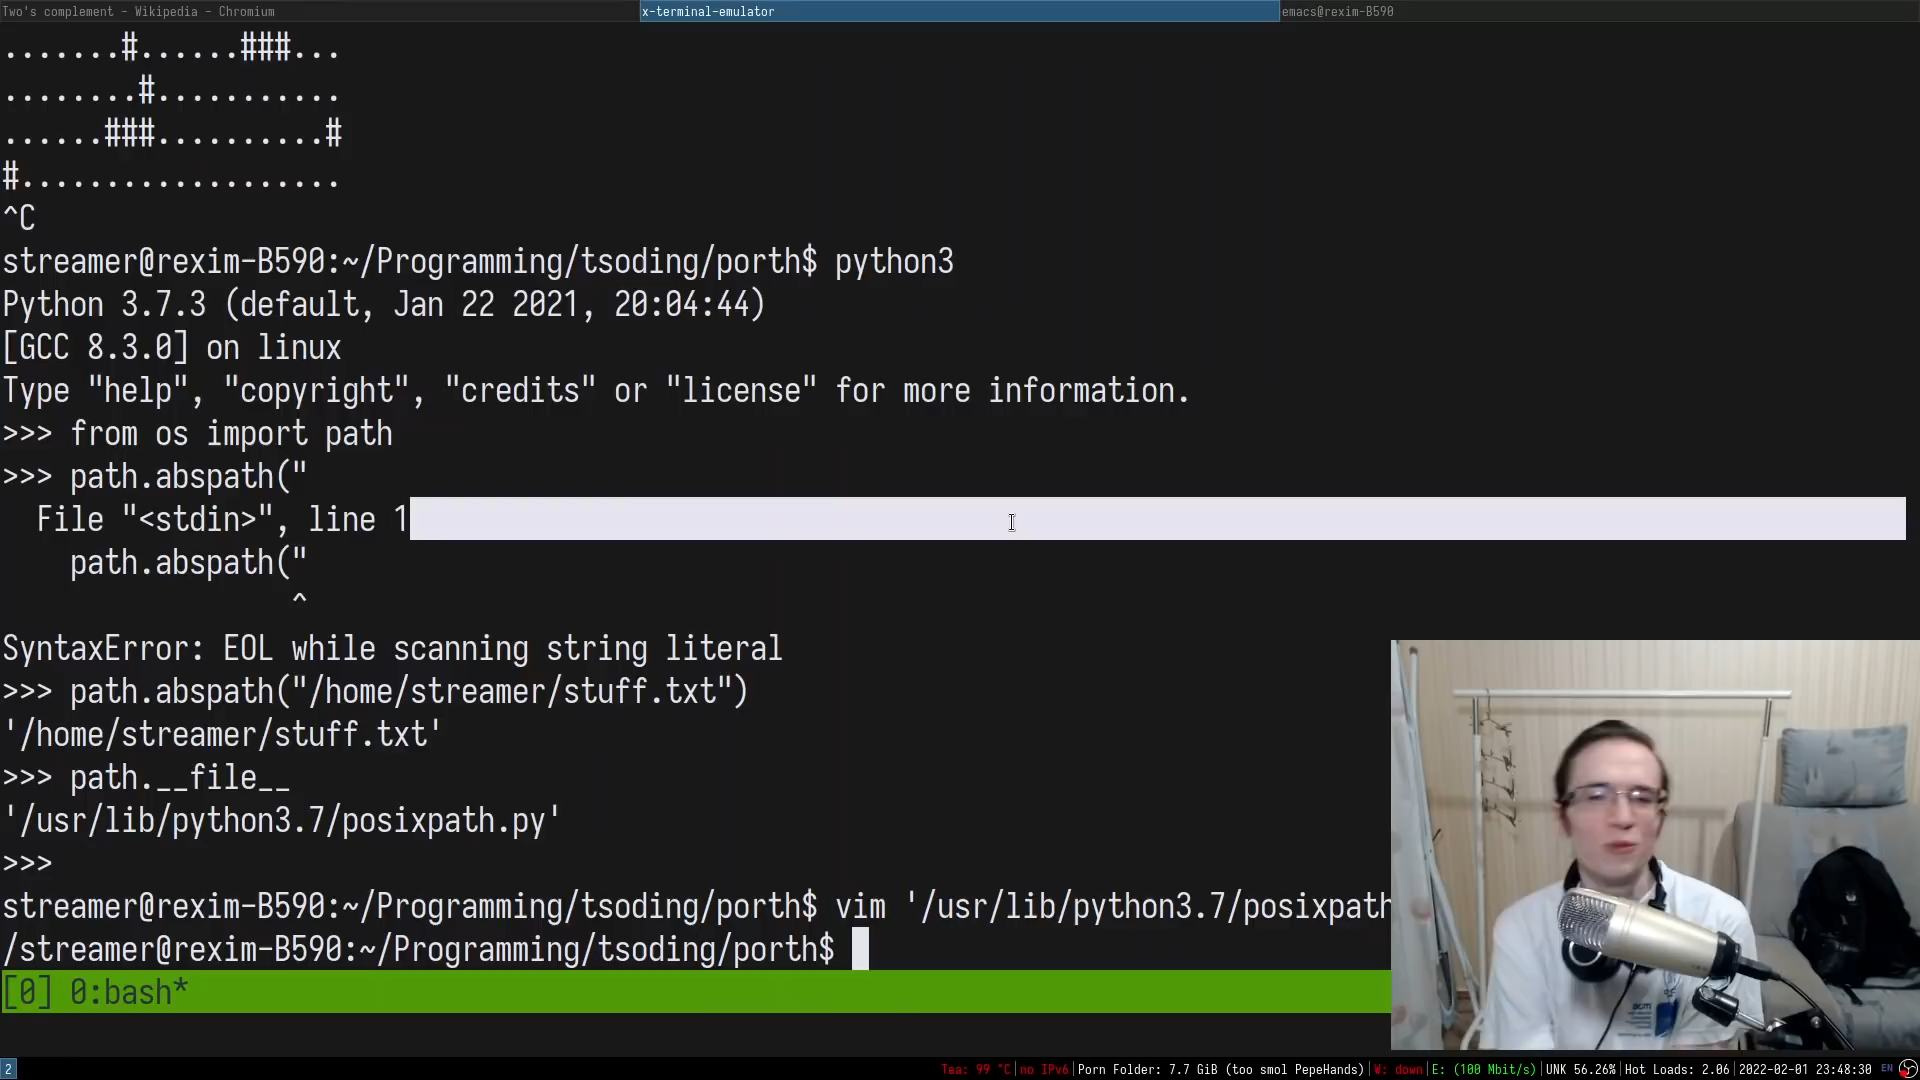 Two's complement - Wikipedia - Chromium
x-terminal-emulator
emacs@rexim-B590
.......#......###...
........#...........
......###..........#
#...................
^C
streamer@rexim-B590:~/Programming/tsoding/porth$ python3
Python 3.7.3 (default, Jan 22 2021, 20:04:44)
[GCC 8.3.0] on linux
Type "help", "copyright", "credits" or "license" for more information.
>>> from os import path
>>> path.abspath("
  File "<stdin>", line 1
    path.abspath("
                 ^
SyntaxError: EOL while scanning string literal
>>> path.abspath("/home/streamer/stuff.txt")
'/home/streamer/stuff.txt'
>>> path.__file__
'/usr/lib/python3.7/posixpath.py'
>>>
streamer@rexim-B590:~/Programming/tsoding/porth$ vim '/usr/lib/python3.7/posixpath
/streamer@rexim-B590:~/Programming/tsoding/porth$
[0] 0:bash*
2
Tea: 99 °C|no IPv6|Porn Folder: 7.7 GiB (too smol PepeHands)|W: down|E: (100 Mbit/s)|UNK 56.26%|Hot Loads: 2.06|2022-02-01 23:48:30 EN